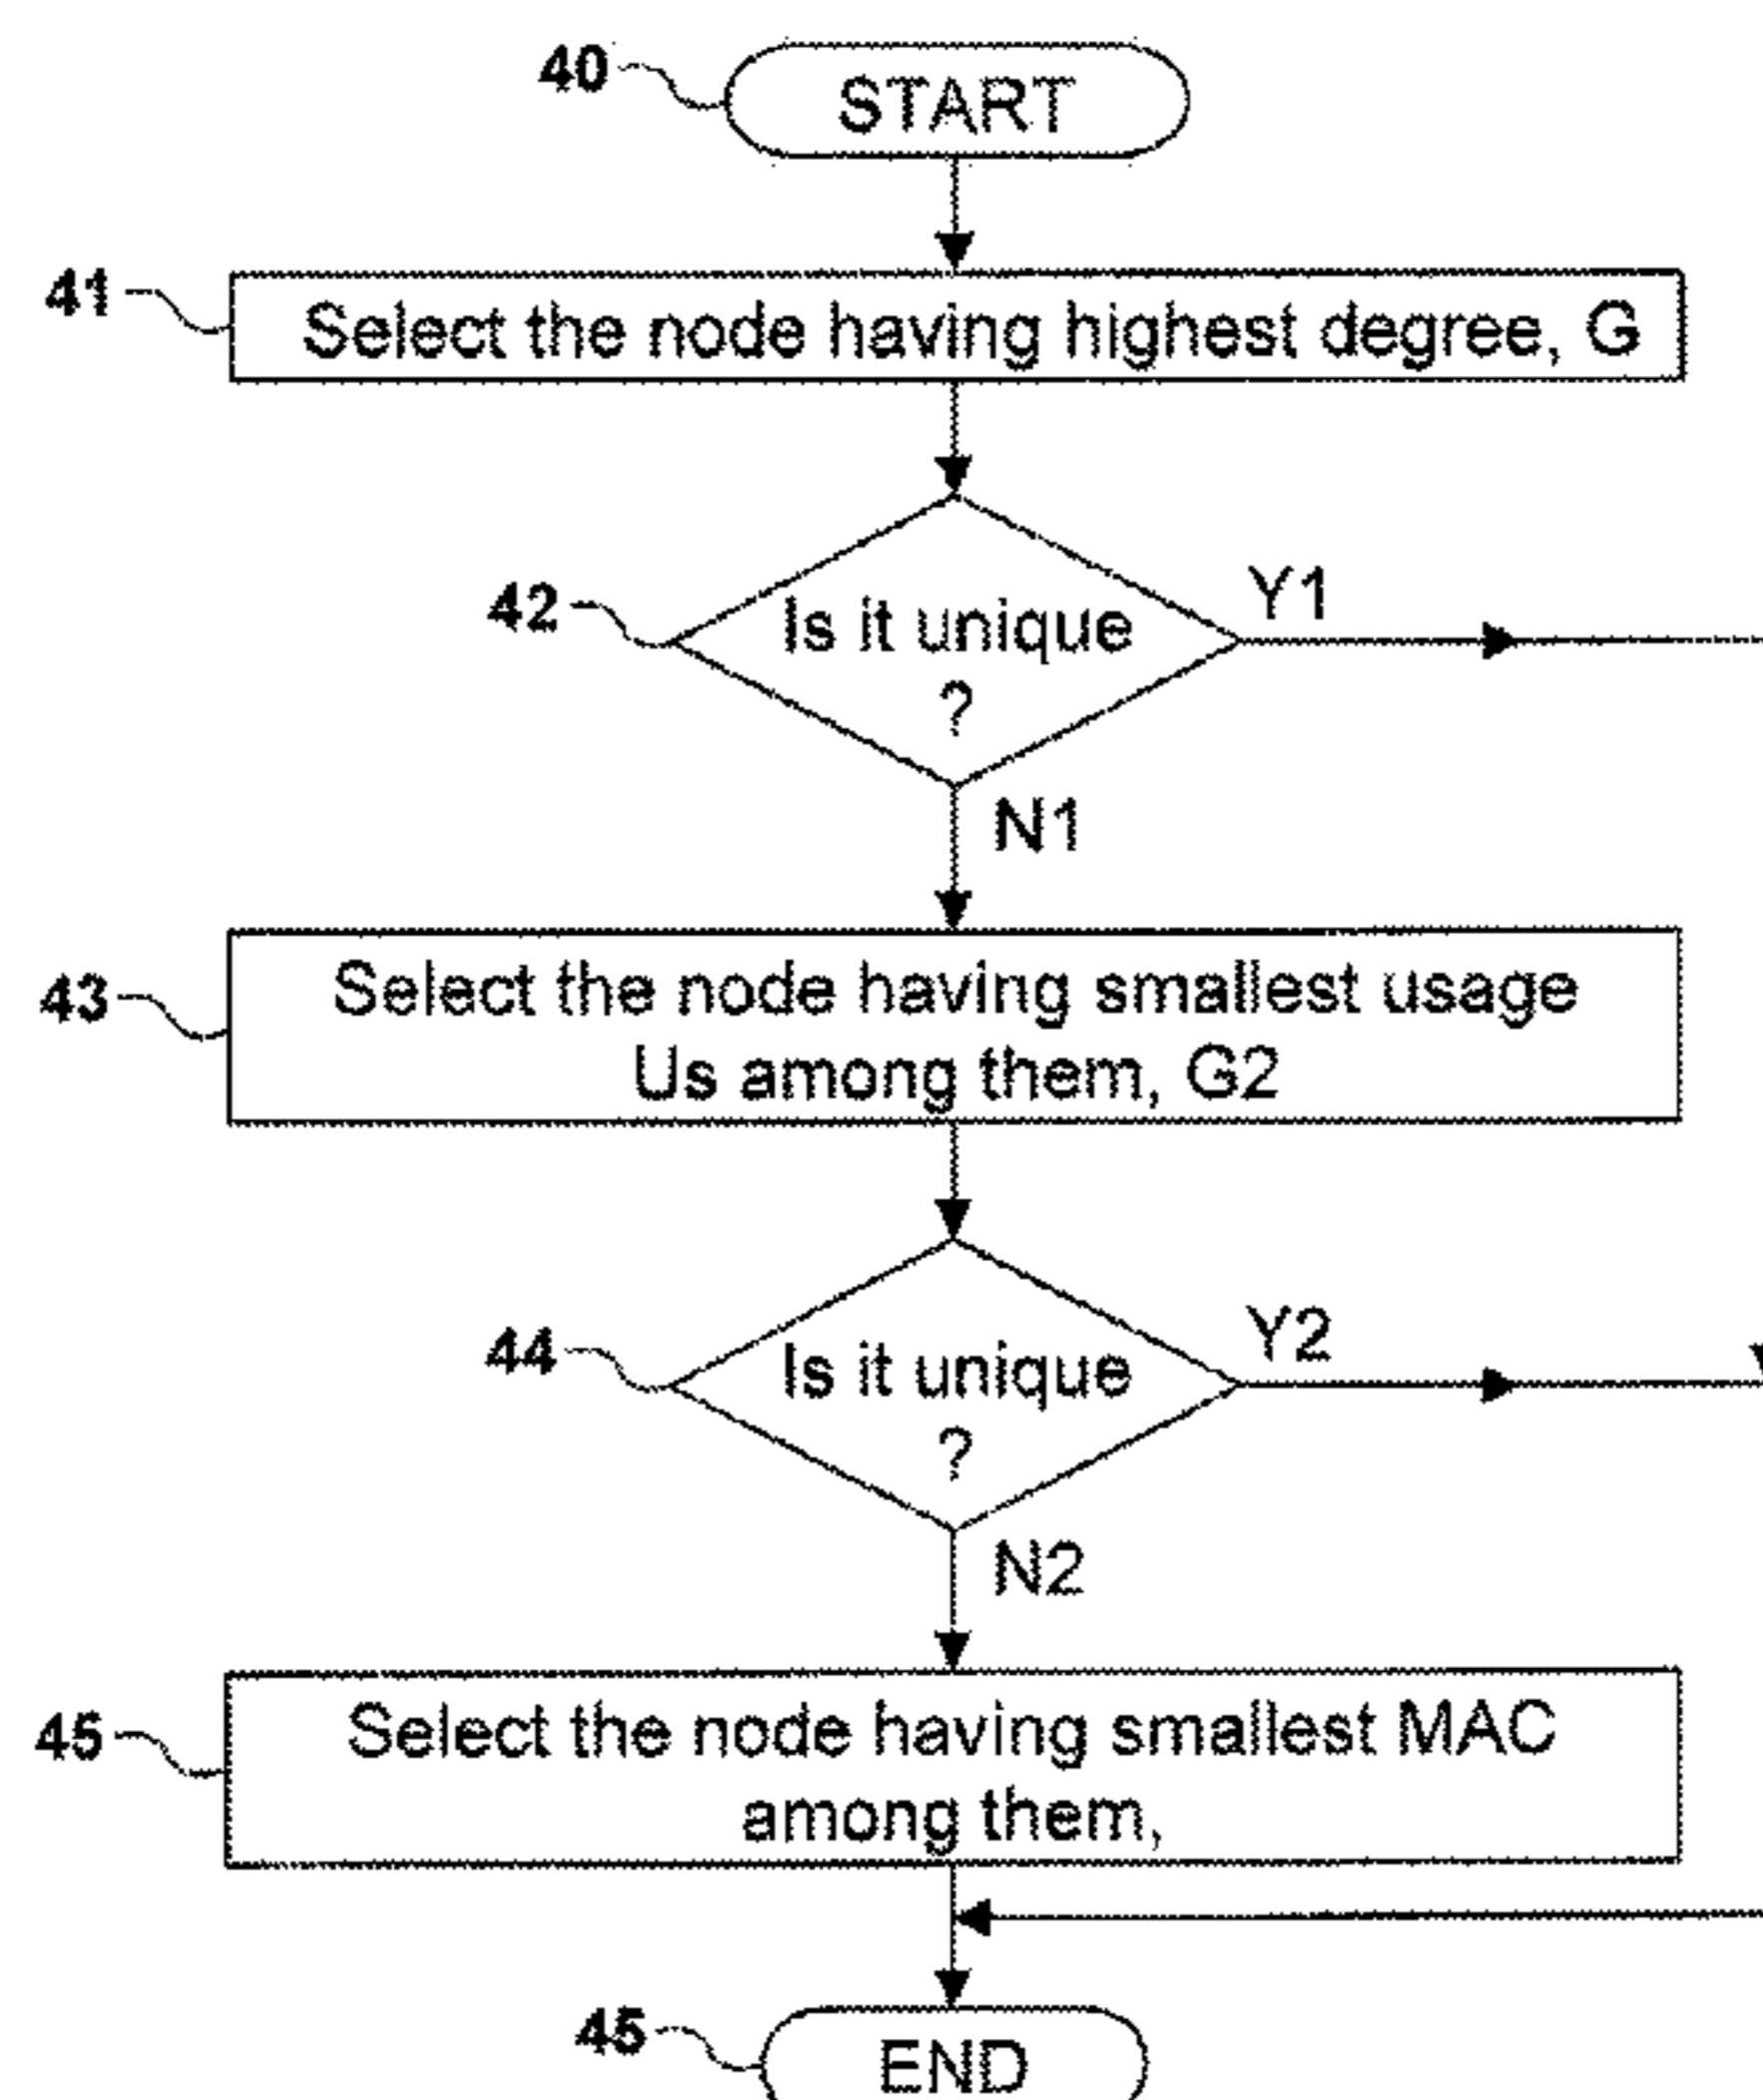 40
START
41
Select the node having highest degree, G
42
Is it unique
?
Y1
N1
43
Select the node having smallest usage
Us among them, G2
44
Is it unique
?
Y2
N2
45
Select the node having smallest MAC
among them,
45
END